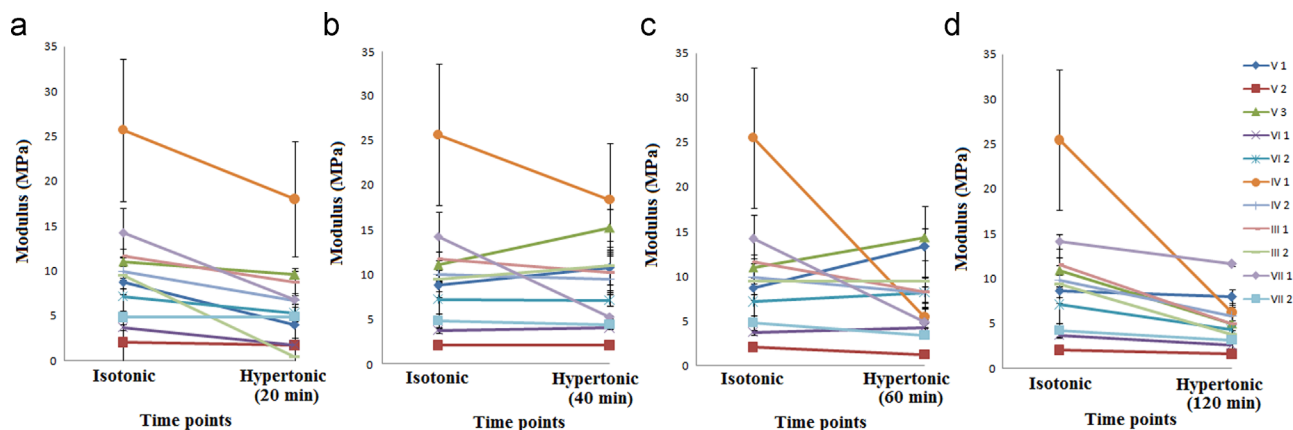 a
b
c
d
35
30
25
20
15
10
5
0
Modulus (MPa)
Isotonic
Hypertonic
(20 min)
Time points
35
30
25
20
15
10
5
0
Modulus (MPa)
Isotonic
Hypertonic
(40 min)
Time points
35
30
25
20
15
10
5
0
Modulus (MPa)
Isotonic
Hypertonic
(60 min)
Time points
35
30
25
20
15
10
5
0
Modulus (MPa)
Isotonic
Hypertonic
(120 min)
Time points
V 1
V 2
V 3
VI 1
VI 2
IV 1
IV 2
III 1
III 2
VII 1
VII 2